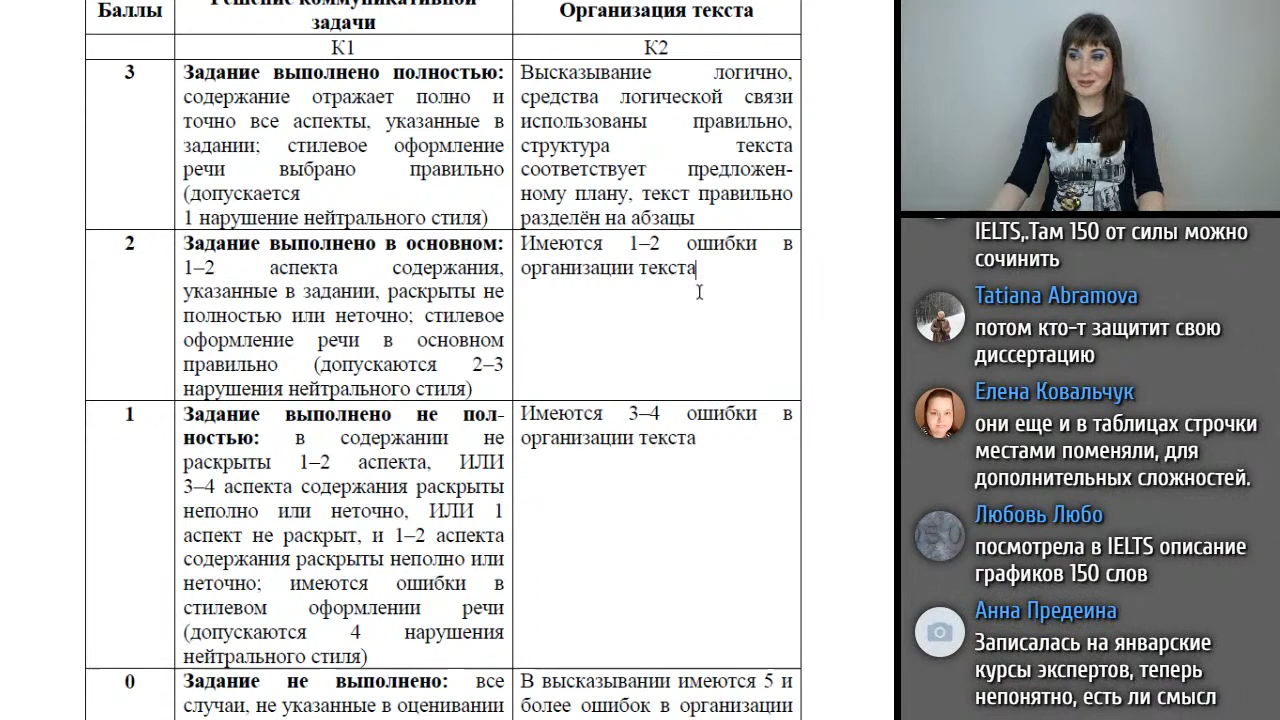 Баллы
Решение коммуникативной
задачи
Организация текста
К1
К2
3
Задание выполнено полностью:
содержание отражает полно и
точно все аспекты, указанные в
задании; стилевое оформление
речи выбрано правильно
(допускается
1 нарушение нейтрального стиля)
Высказывание логично,
средства логической связи
использованы правильно,
структура текста
соответствует предложен-
ному плану, текст правильно
разделён на абзацы
2
Задание выполнено в основном:
1–2 аспекта содержания,
указанные в задании, раскрыты не
полностью или неточно; стилевое
оформление речи в основном
правильно (допускаются 2–3
нарушения нейтрального стиля)
Имеются 1–2 ошибки в
организации текста
1
Задание выполнено не пол-
ностью: в содержании не
раскрыты 1–2 аспекта, ИЛИ
3–4 аспекта содержания раскрыты
неполно или неточно, ИЛИ 1
аспект не раскрыт, и 1–2 аспекта
содержания раскрыты неполно или
неточно; имеются ошибки в
стилевом оформлении речи
(допускаются 4 нарушения
нейтрального стиля)
Имеются 3–4 ошибки в
организации текста
0
Задание не выполнено: все
случаи, не указанные в оценивании
В высказывании имеются 5 и
более ошибок в организации
IELTS,.Там 150 от силы можно
сочинить
Tatiana Abramova
потом кто-т защитит свою
диссертацию
Елена Ковальчук
они еще и в таблицах строчки
местами поменяли, для
дополнительных сложностей.
Любовь Любо
посмотрела в IELTS описание
графиков 150 слов
Анна Предеина
Записалась на январские
курсы экспертов, теперь
непонятно, есть ли смысл